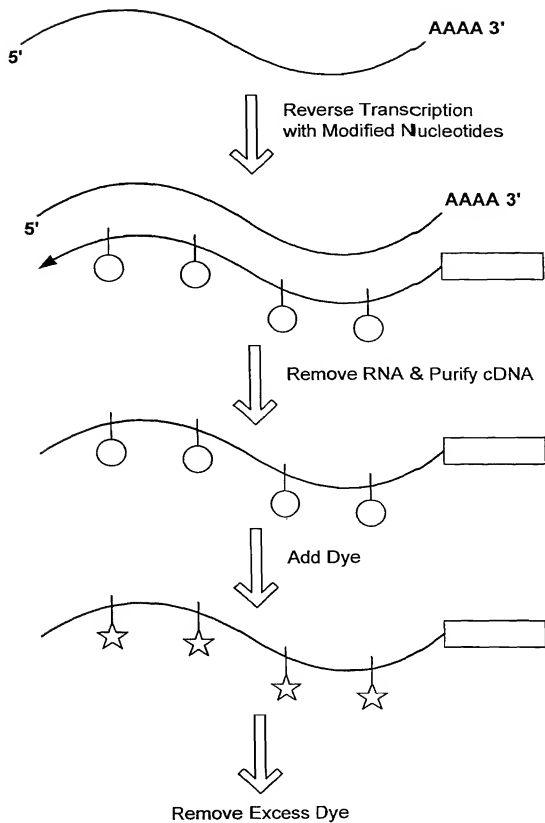 5'
AAAA 3'
Reverse Transcription
with Modified Nucleotides
AAAA 3'
5'
Remove RNA & Purify cDNA
Add Dye
Remove Excess Dye